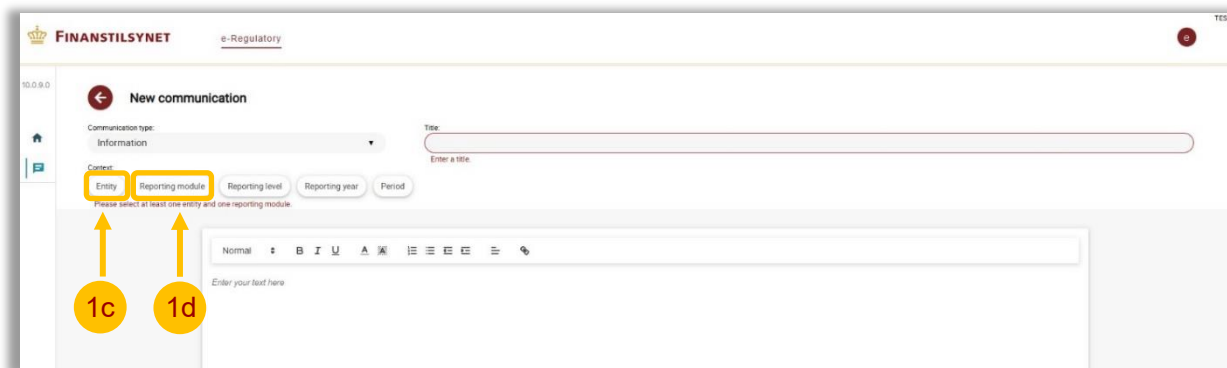 TES
FINANSTILSYNET e-Regulatory e
10.0.9.0
New communication
Communication type: Title:
Information
Enter a title.
Context:
Entity Reporting module Reporting level Reporting year Period
Please select at least one entity and one reporting module.
Normal B I U A A
Enter your text here
1c 1d